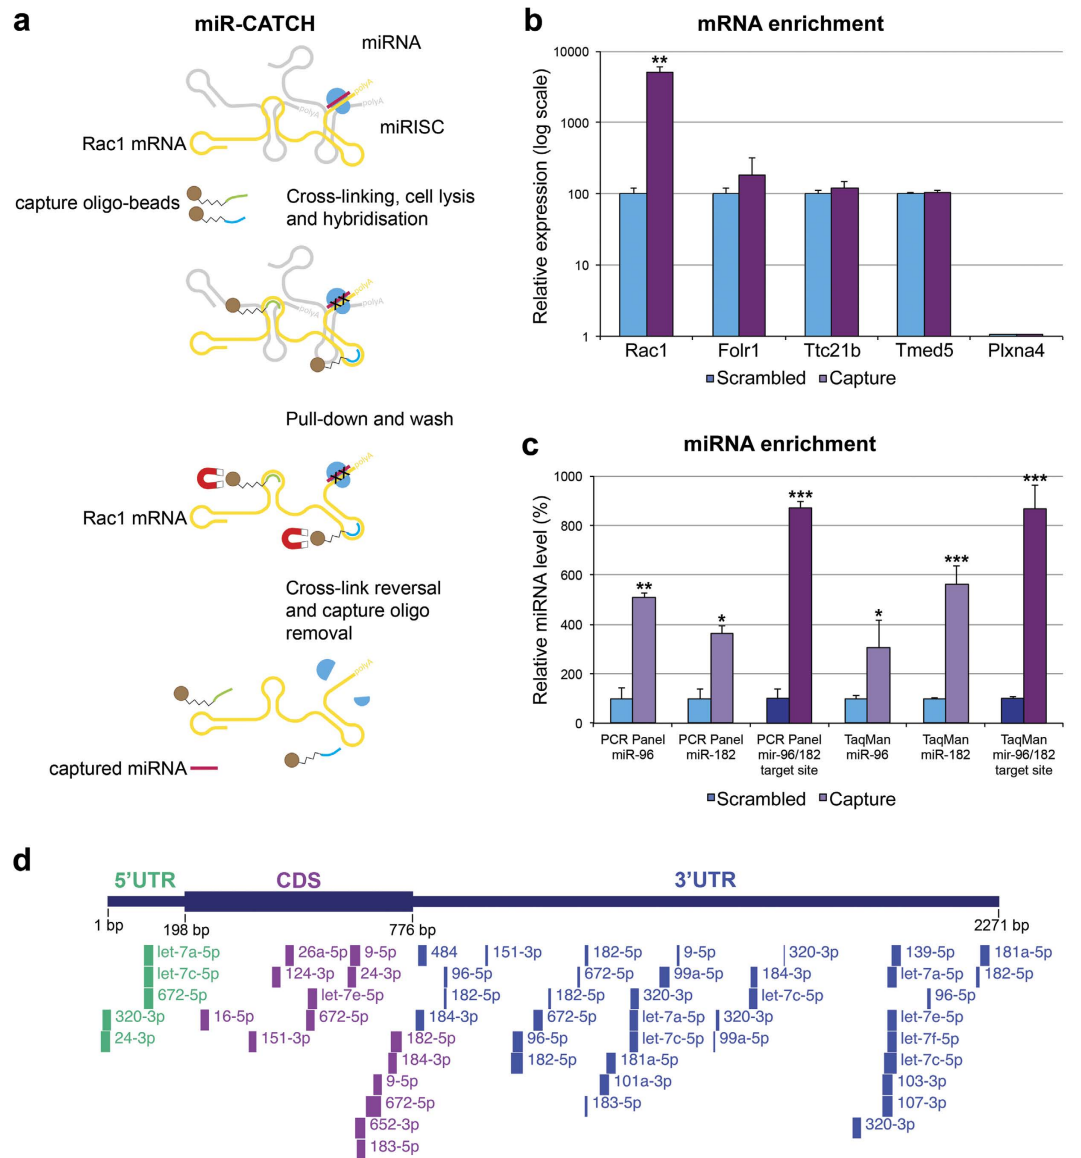 a
miR-CATCH
miRNA
polyA
polyA
polyA
miRISC
Rac1 mRNA
capture oligo-beads
Cross-linking, cell lysis
and hybridisation
polyA
polyA
polyA
Pull-down and wash
polyA
Rac1 mRNA
Cross-link reversal
and capture oligo
removal
polyA
captured miRNA
b
mRNA enrichment
Relative expression (log scale)
10000
1000
100
10
1
**
Rac1 Folr1 Ttc21b Tmed5 Plxna4
Scrambled Capture
c
miRNA enrichment
Relative miRNA level (%)
1000
800
600
400
200
0
** * *** * *** ***
PCR Panel
miR-96
PCR Panel
miR-182
PCR Panel
mir-96/182
target site
TaqMan
miR-96
TaqMan
miR-182
TaqMan
mir-96/182
target site
Scrambled Capture
d
5’UTR CDS 3’UTR
1 bp 198 bp 776 bp 2271 bp
let-7a-5p 26a-5p 9-5p 484 151-3p 182-5p 9-5p 320-3p 139-5p 181a-5p
let-7c-5p 124-3p 24-3p 96-5p 672-5p 99a-5p 184-3p let-7a-5p 182-5p
672-5p let-7e-5p 182-5p 182-5p 320-3p let-7c-5p 96-5p
320-3p 16-5p 672-5p 184-3p 672-5p let-7a-5p 320-3p let-7e-5p
24-3p 151-3p 182-5p 96-5p let-7c-5p 99a-5p let-7f-5p
184-3p 182-5p 181a-5p let-7c-5p
9-5p 101a-3p 103-3p
672-5p 183-5p 107-3p
652-3p 320-3p
183-5p